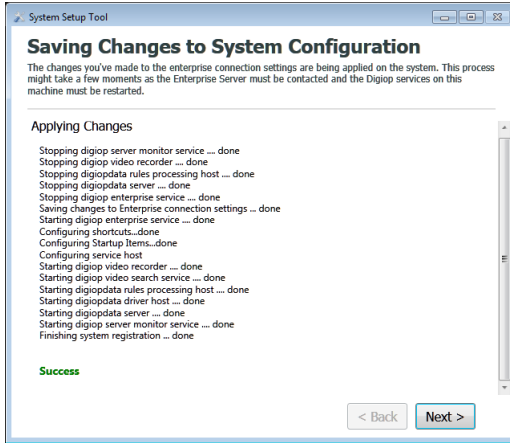 System Setup Tool
Saving Changes to System Configuration
The changes you've made to the enterprise connection settings are being applied on the system. This process
might take a few moments as the Enterprise Server must be contacted and the Digiop services on this
machine must be restarted.
Applying Changes
Stopping digiop server monitor service .... done
Stopping digiop video recorder .... done
Stopping digiopdata rules processing host .... done
Stopping digiopdata server .... done
Stopping digiop enterprise service .... done
Saving changes to Enterprise connection settings ... done
Starting digiop enterprise service .... done
Configuring shortcuts...done
Configuring Startup Items...done
Configuring service host
Starting digiop video recorder .... done
Starting digiop video search service .... done
Starting digiopdata rules processing host .... done
Starting digiopdata driver host .... done
Starting digiopdata server .... done
Starting digiop server monitor service .... done
Finishing system registration ... done
Success
< Back Next >